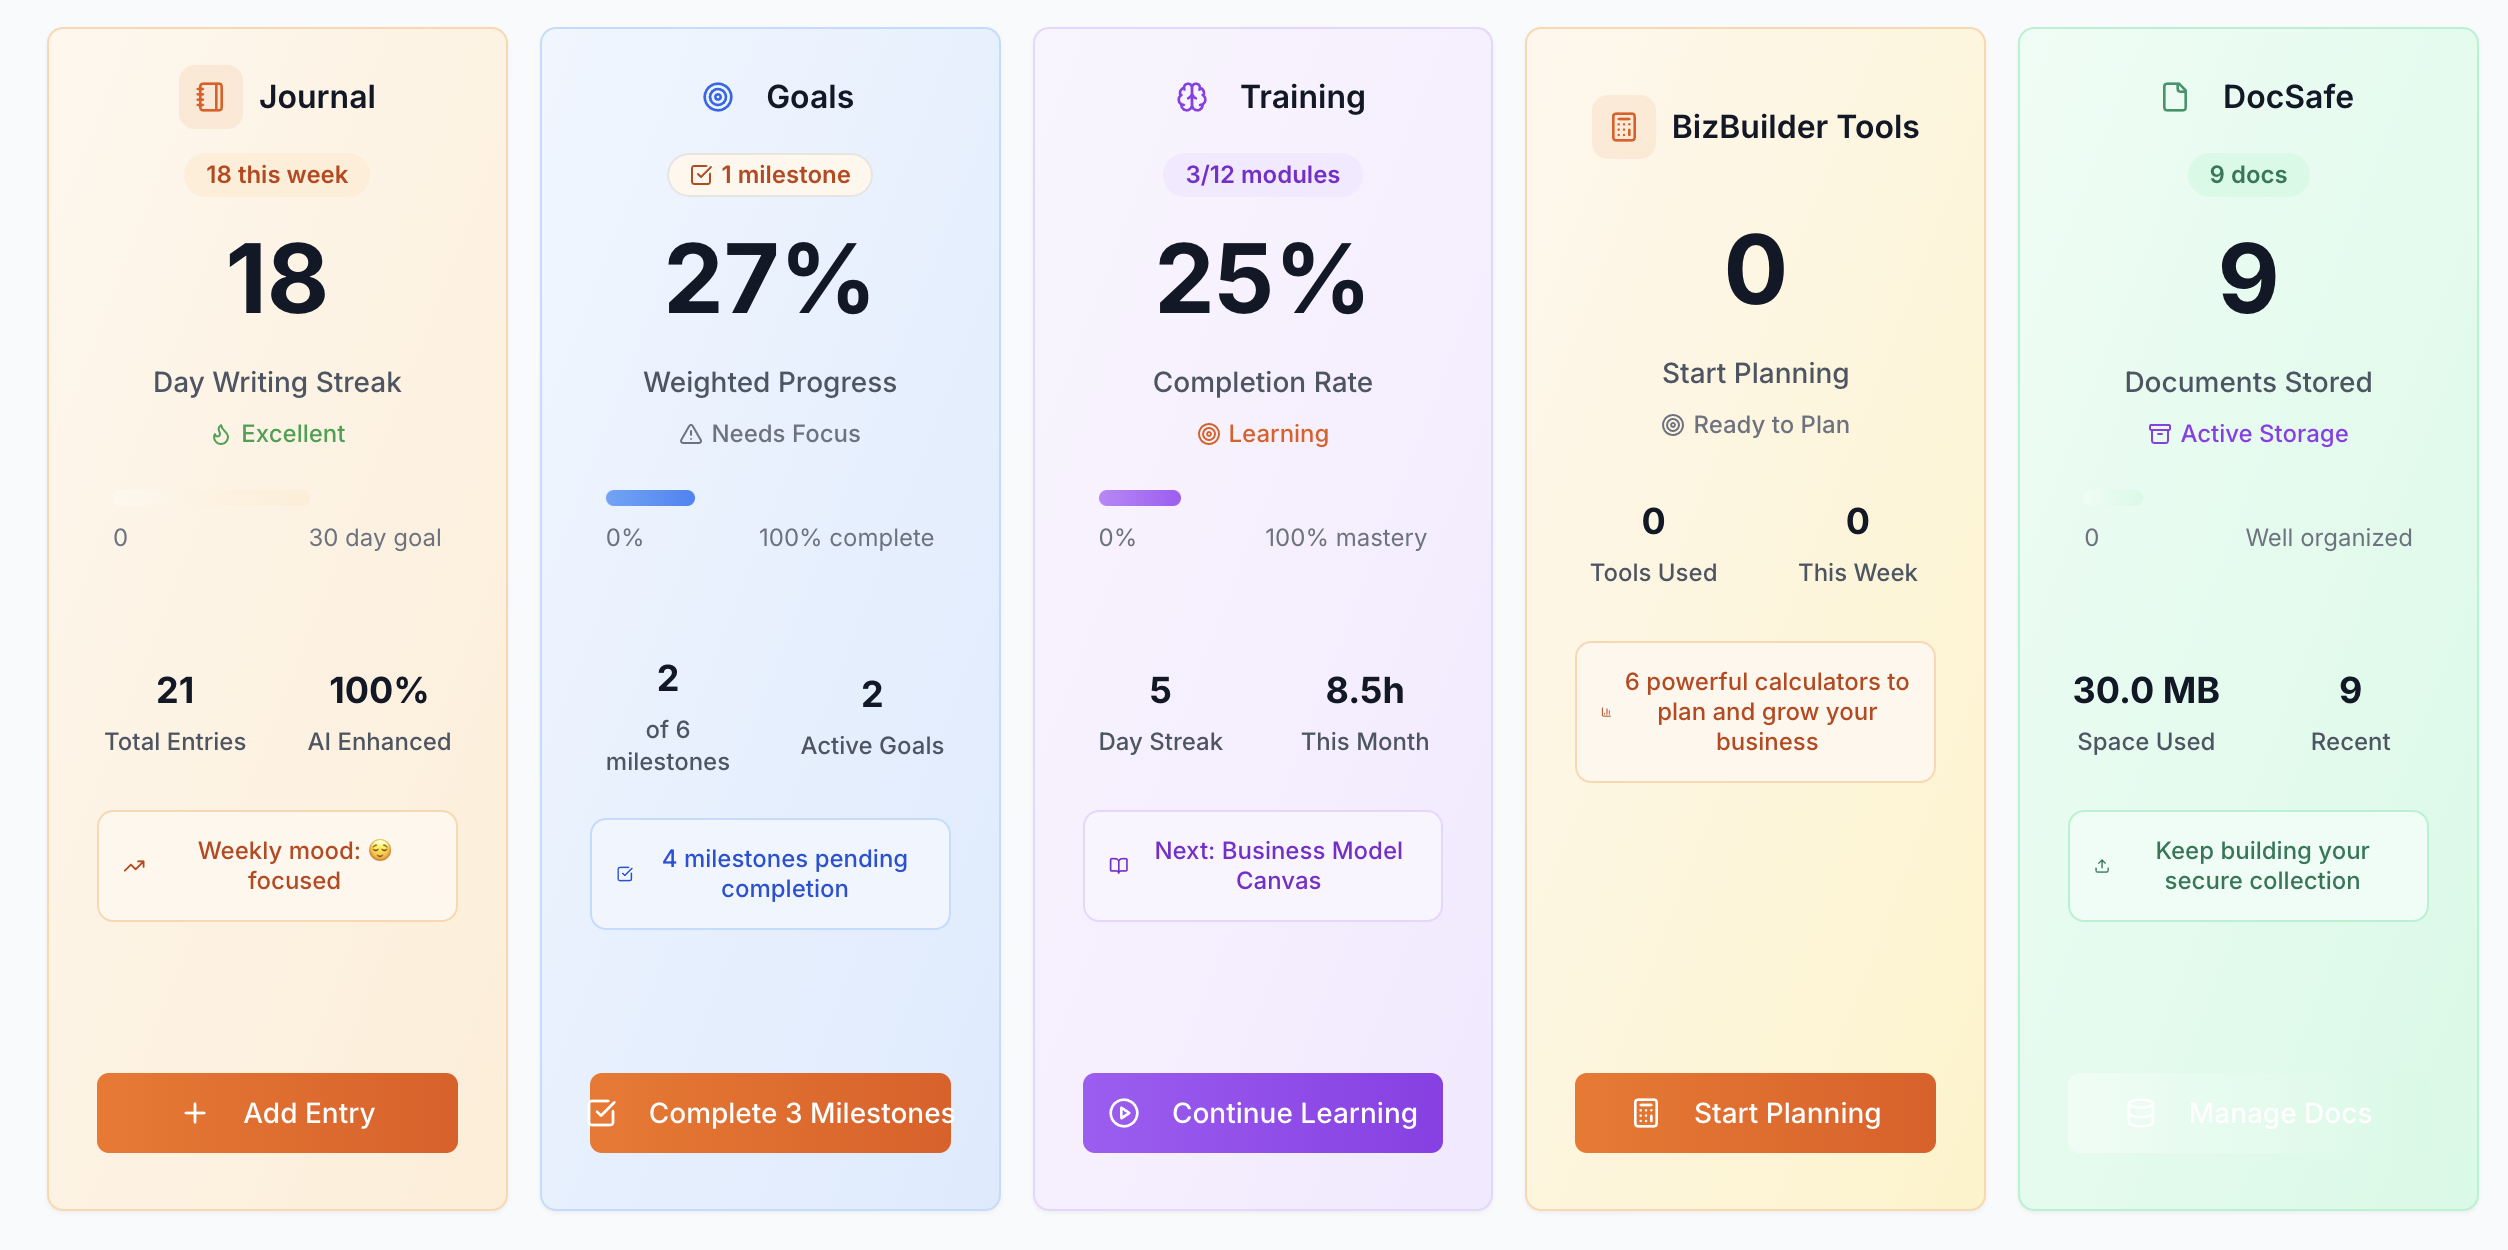 Journal
18 this week
18
Day Writing Streak
Excellent
0 30 day goal
21 100%
Total Entries AI Enhanced
Weekly mood: 😌
focused
Add Entry
Goals
1 milestone
27%
Weighted Progress
Needs Focus
0% 100% complete
2 2
of 6
milestones
Active Goals
4 milestones pending
completion
Complete 3 Milestones
Training
3/12 modules
25%
Completion Rate
Learning
0% 100% mastery
5 8.5h
Day Streak This Month
Next: Business Model
Canvas
Continue Learning
BizBuilder Tools
0
Start Planning
Ready to Plan
0 0
Tools Used This Week
6 powerful calculators to
plan and grow your
business
Start Planning
DocSafe
9 docs
9
Documents Stored
Active Storage
0 Well organized
30.0 MB 9
Space Used Recent
Keep building your
secure collection
Manage Docs